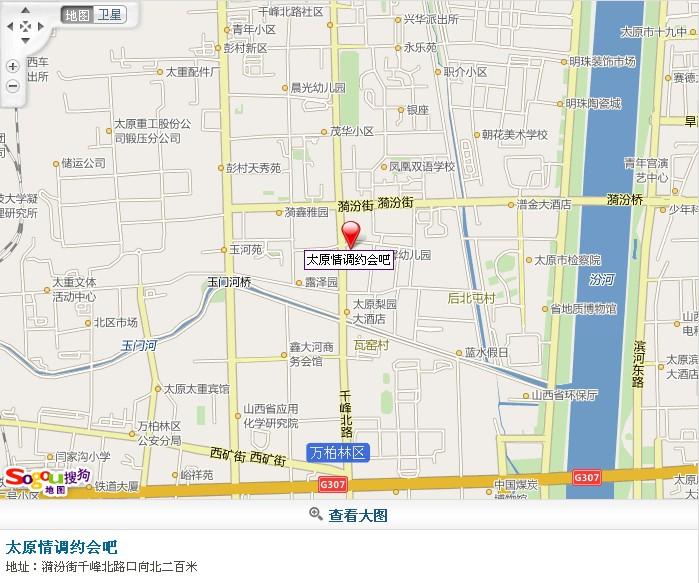 地图 卫星
千峰北路社区
兴华派出所
太原市十九中
青年小区
永乐苑
彭村新区
西车
出所
太重配件厂
职介小区
明珠装饰市场
晨光幼儿园
赛德
银座
明珠陶瓷城
太原重工股份公
司锻压分公司
茂华小区
朝花美术学校
储运公司
彭村天秀苑
凤凰双语学校
青年宫演
艺中心
技大学凝
理研究所
漪汾街 漪汾街
漪汾桥
漪鑫雅园
潽金大酒店
少年科
玉河苑
太原情调约会吧
幼儿园
太原市检察院
汾河
太重文体
活动中心
玉门河桥
露泽园
后北屯村
太原梨园
大酒店
省地质博物馆
北区市场
山西
电科
玉门河
鑫大河商
务会馆
瓦窑村
蓝水假日
滨河东路
太原滨
大酒店
太原太重宾馆
千峰北路
山西省环保厅
山西省应用
化学研究院
万柏林区
公安分局
西矿街 西矿街
万柏林区
闫家沟小学
峪祥苑
Sogou搜狗
地图
铁道大厦
G307
G307
中国煤炭
博物馆
查看大图
太原情调约会吧
地址：漪汾街千峰北路口向北二百米